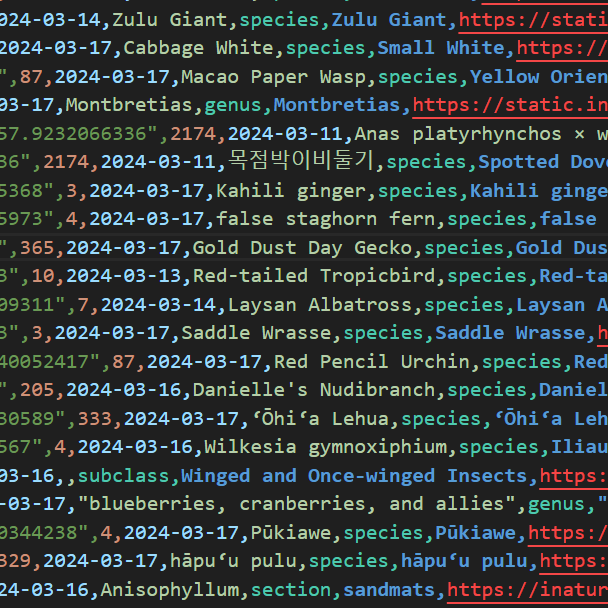 024-03-14,Zulu Giant,species,Zulu Giant,https://stati
2024-03-17,Cabbage White,species,Small White,https://
",87,2024-03-17,Macao Paper Wasp,species,Yellow Orien
03-17,Montbretias,genus,Montbretias,https://static.in
57.9232066336",2174,2024-03-11,Anas platyrhynchos × w
36",2174,2024-03-11,목점박이비둘기,species,Spotted Dove
5368",3,2024-03-17,Kahili ginger,species,Kahili ginge
5973",4,2024-03-17,false staghorn fern,species,false
",365,2024-03-17,Gold Dust Day Gecko,species,Gold Dus
3",10,2024-03-13,Red-tailed Tropicbird,species,Red-ta
09311",7,2024-03-14,Laysan Albatross,species,Laysan A
3",3,2024-03-17,Saddle Wrasse,species,Saddle Wrasse,h
40052417",87,2024-03-17,Red Pencil Urchin,species,Red
",205,2024-03-16,Danielle's Nudibranch,species,Daniel
30589",333,2024-03-17,ʻŌhiʻa Lehua,species,ʻŌhiʻa Leh
567",4,2024-03-16,Wilkesia gymnoxiphium,species,Iliau
03-16,,subclass,Winged and Once-winged Insects,https:
-03-17,"blueberries, cranberries, and allies",genus,"
0344238",4,2024-03-17,Pūkiawe,species,Pūkiawe,https:/
329,2024-03-17,hāpuʻu pulu,species,hāpuʻu pulu,https:
24-03-16,Anisophyllum,section,sandmats,https://inatur